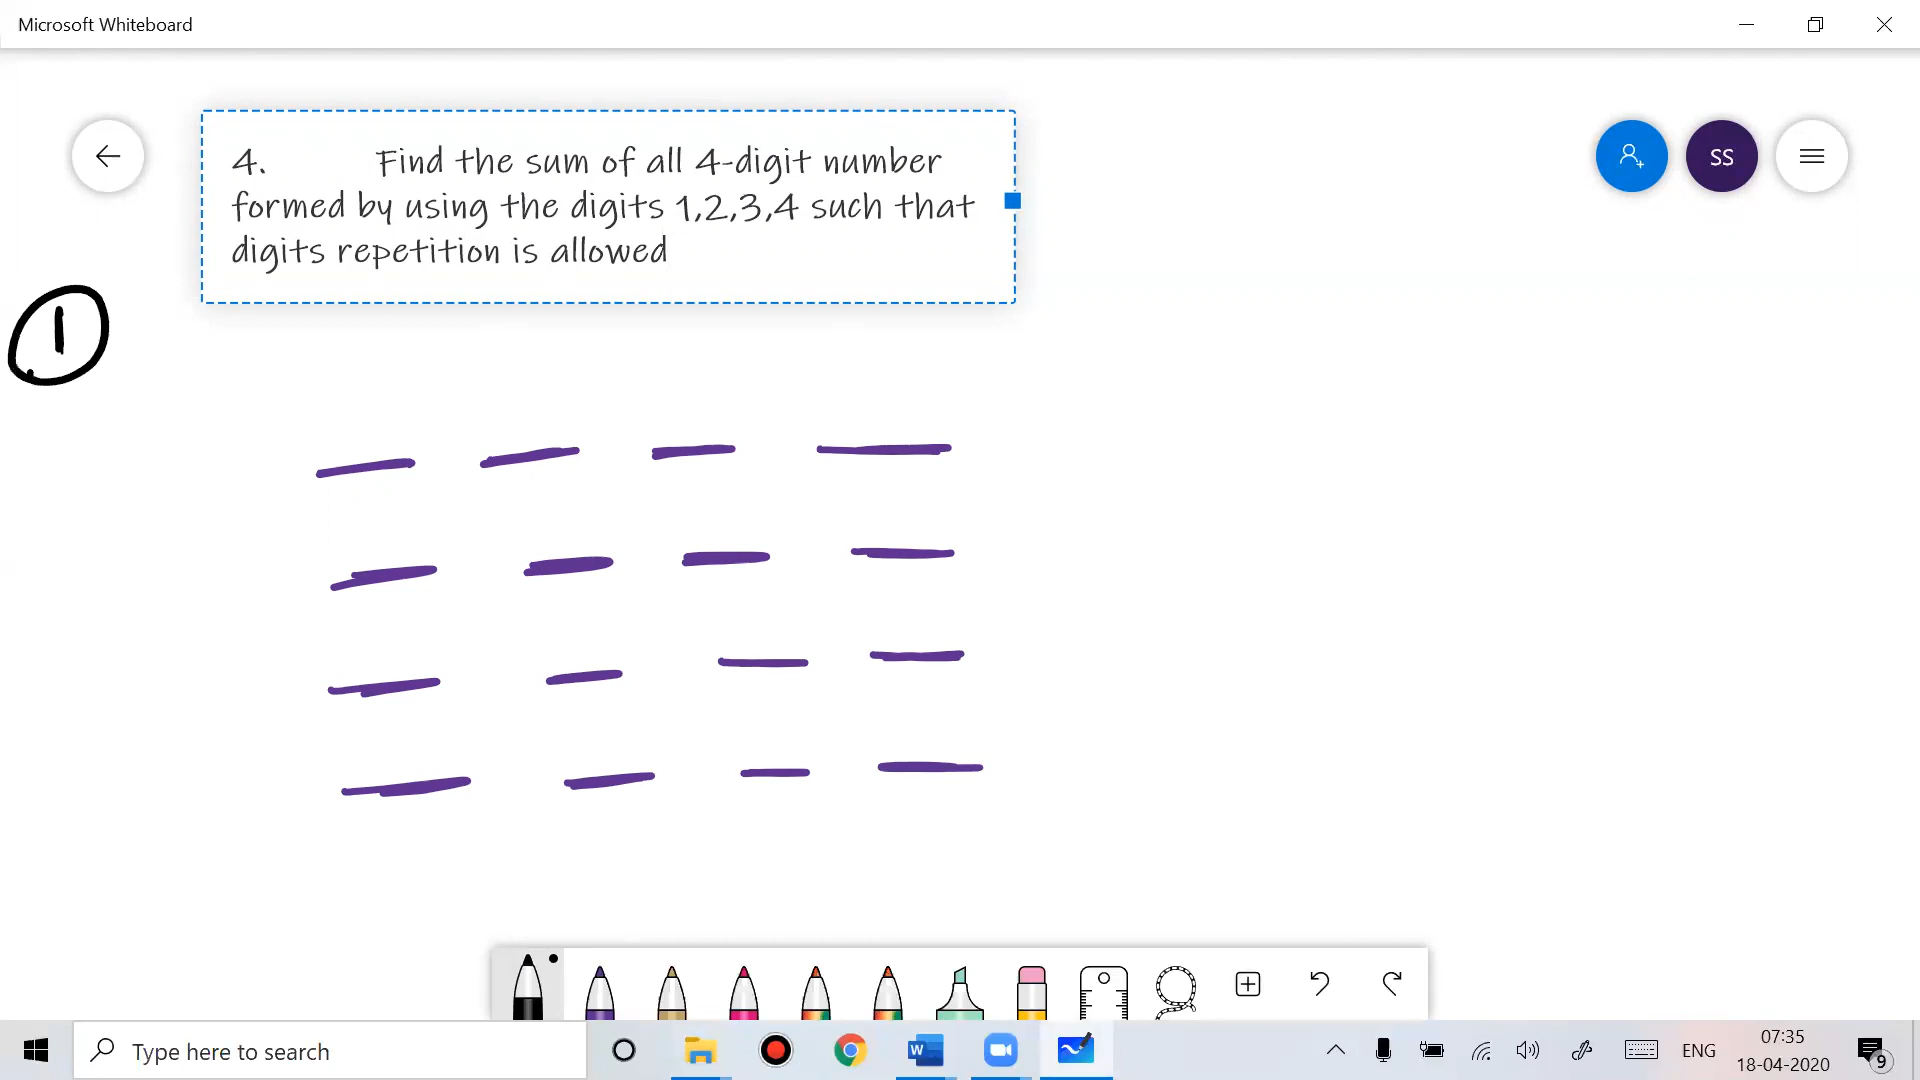 Microsoft Whiteboard
4. Find the sum of all 4-digit number
formed by using the digits 1,2,3,4 such that
digits repetition is allowed
SS
1
Type here to search
W
ENG
07:35
18-04-2020
9